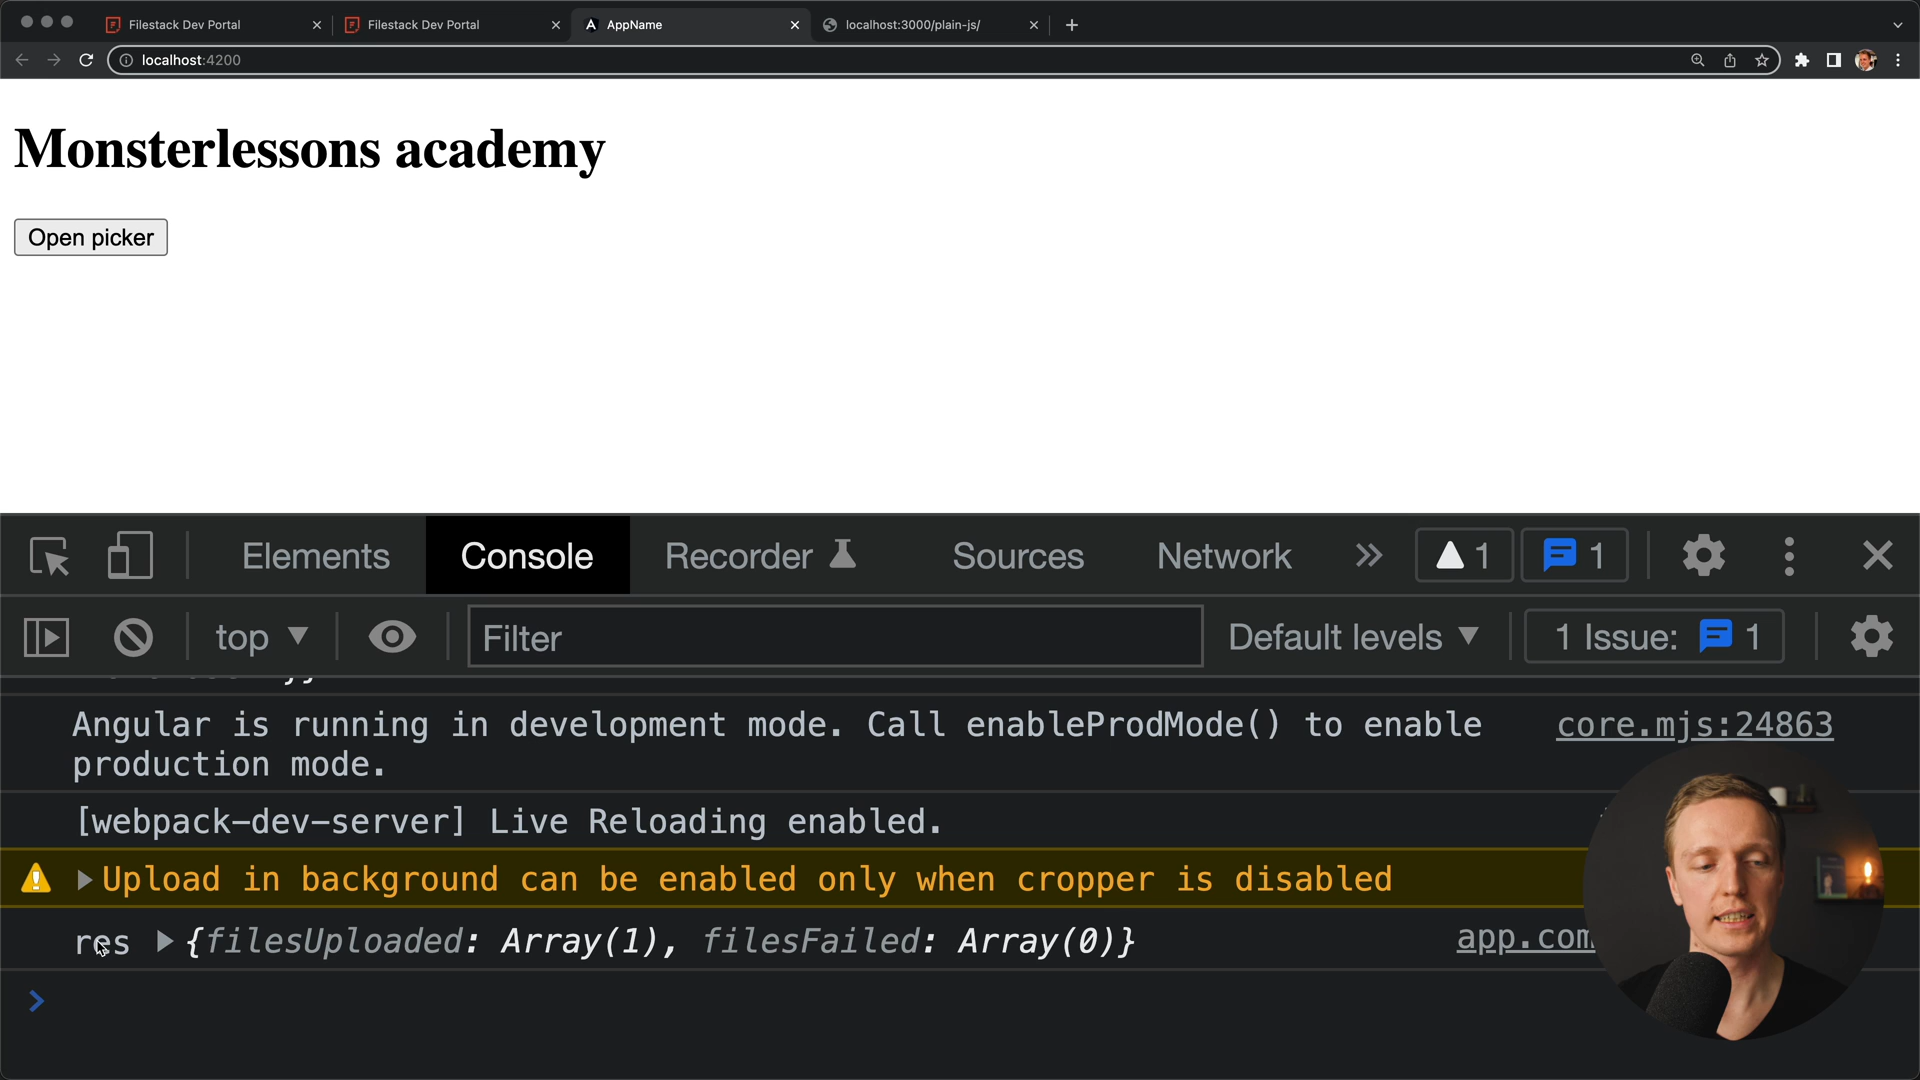 Filestack Dev Portal
Filestack Dev Portal
AppName
localhost:3000/plain-js/
localhost:4200
Monsterlessons academy
Open picker
Elements
Console
Recorder
Sources
Network
1
1
top
Filter
Default levels
1 Issue:
1
Angular is running in development mode. Call enableProdMode() to enable
production mode.
core.mjs:24863
[webpack-dev-server] Live Reloading enabled.
Upload in background can be enabled only when cropper is disabled
res {filesUploaded: Array(1), filesFailed: Array(0)}
app.com